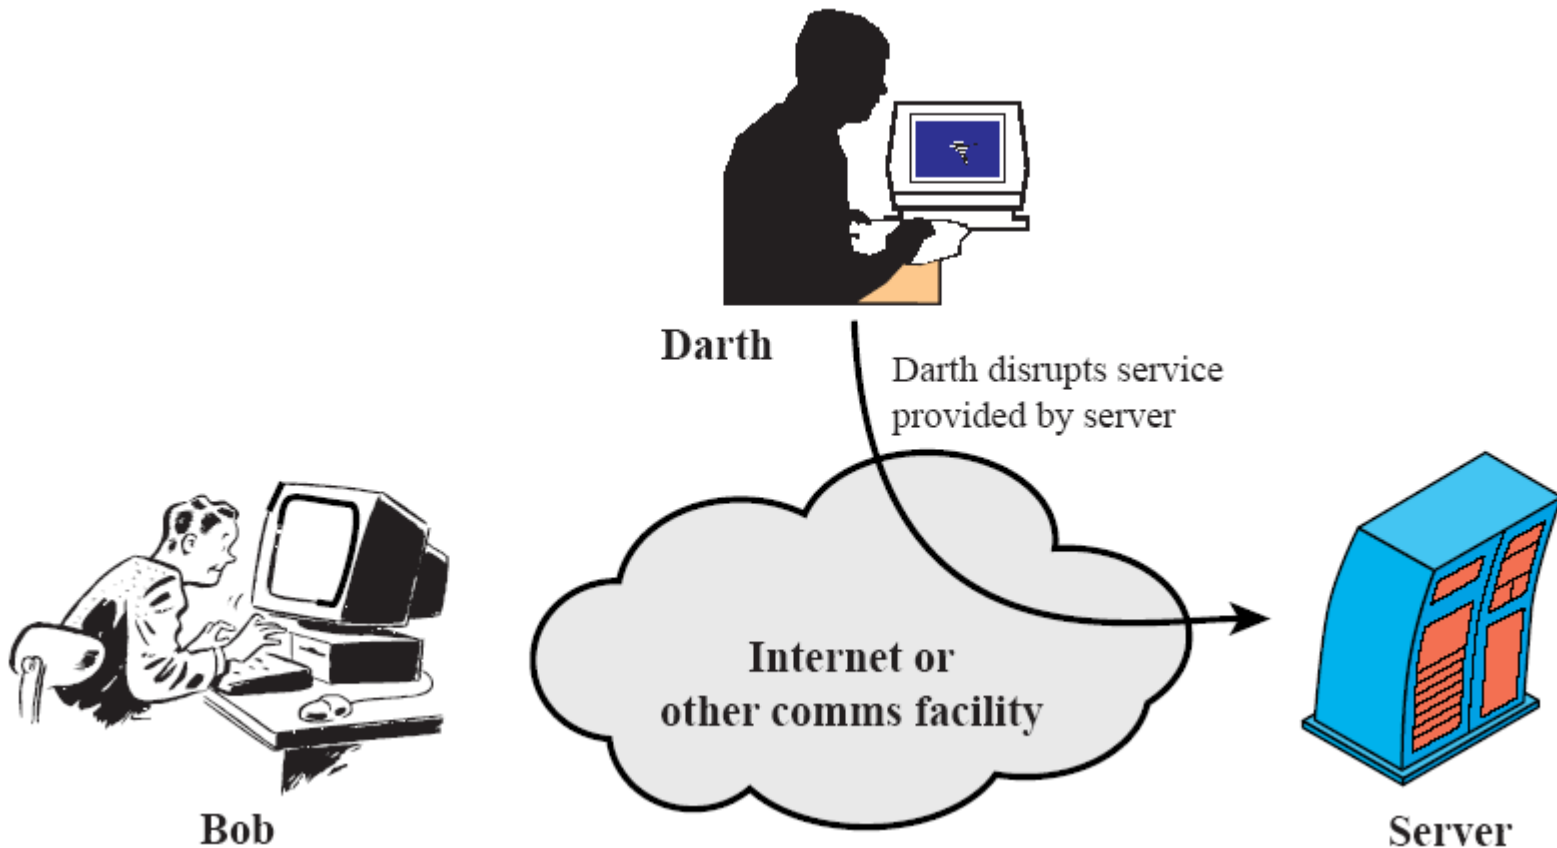 Darth
Darth disrupts service
provided by server
Internet or
other comms facility
Bob
Server